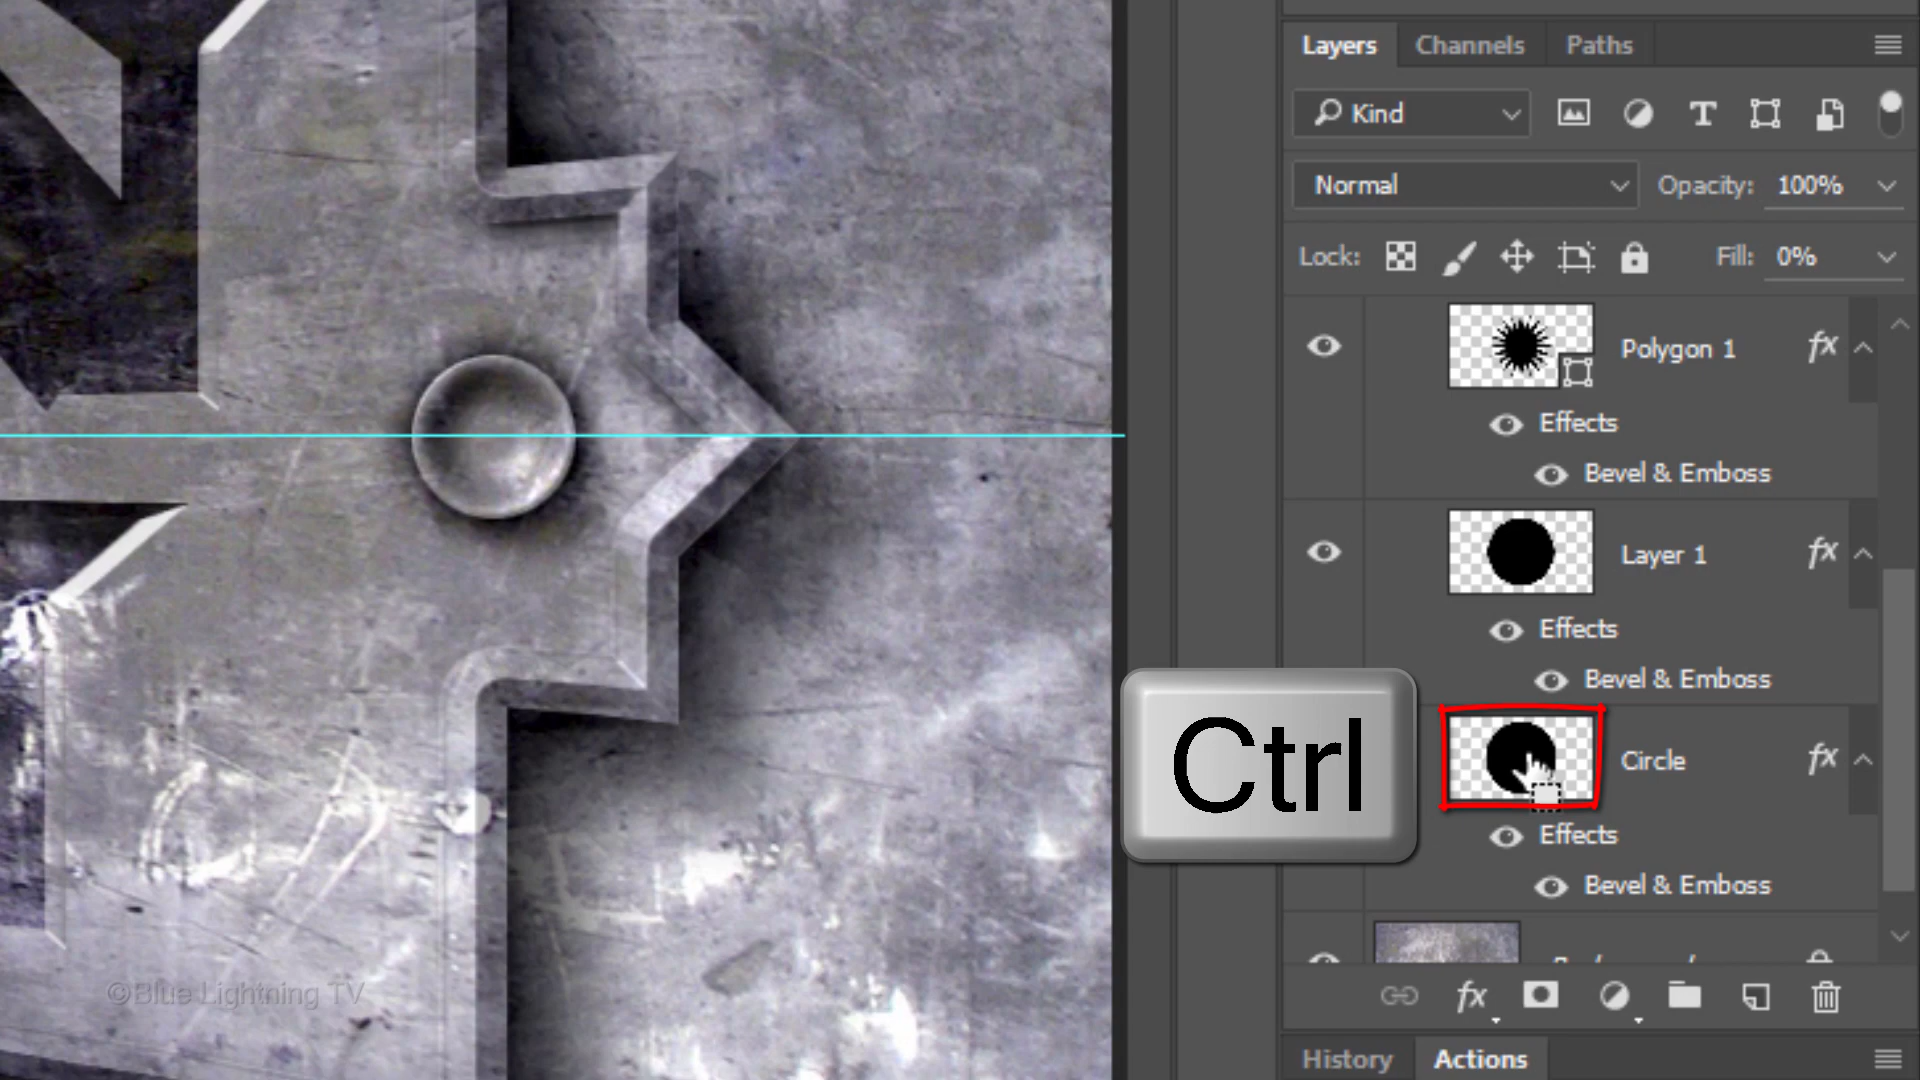 Layers Channels Paths
Kind
Normal Opacity: 100%
Lock: Fill: 0%
Polygon 1 fx
Effects
Bevel & Emboss
Layer 1 fx
Effects
Bevel & Emboss
Ctrl
Circle fx
Effects
Bevel & Emboss
fx
©Blue Lightning TV
History Actions